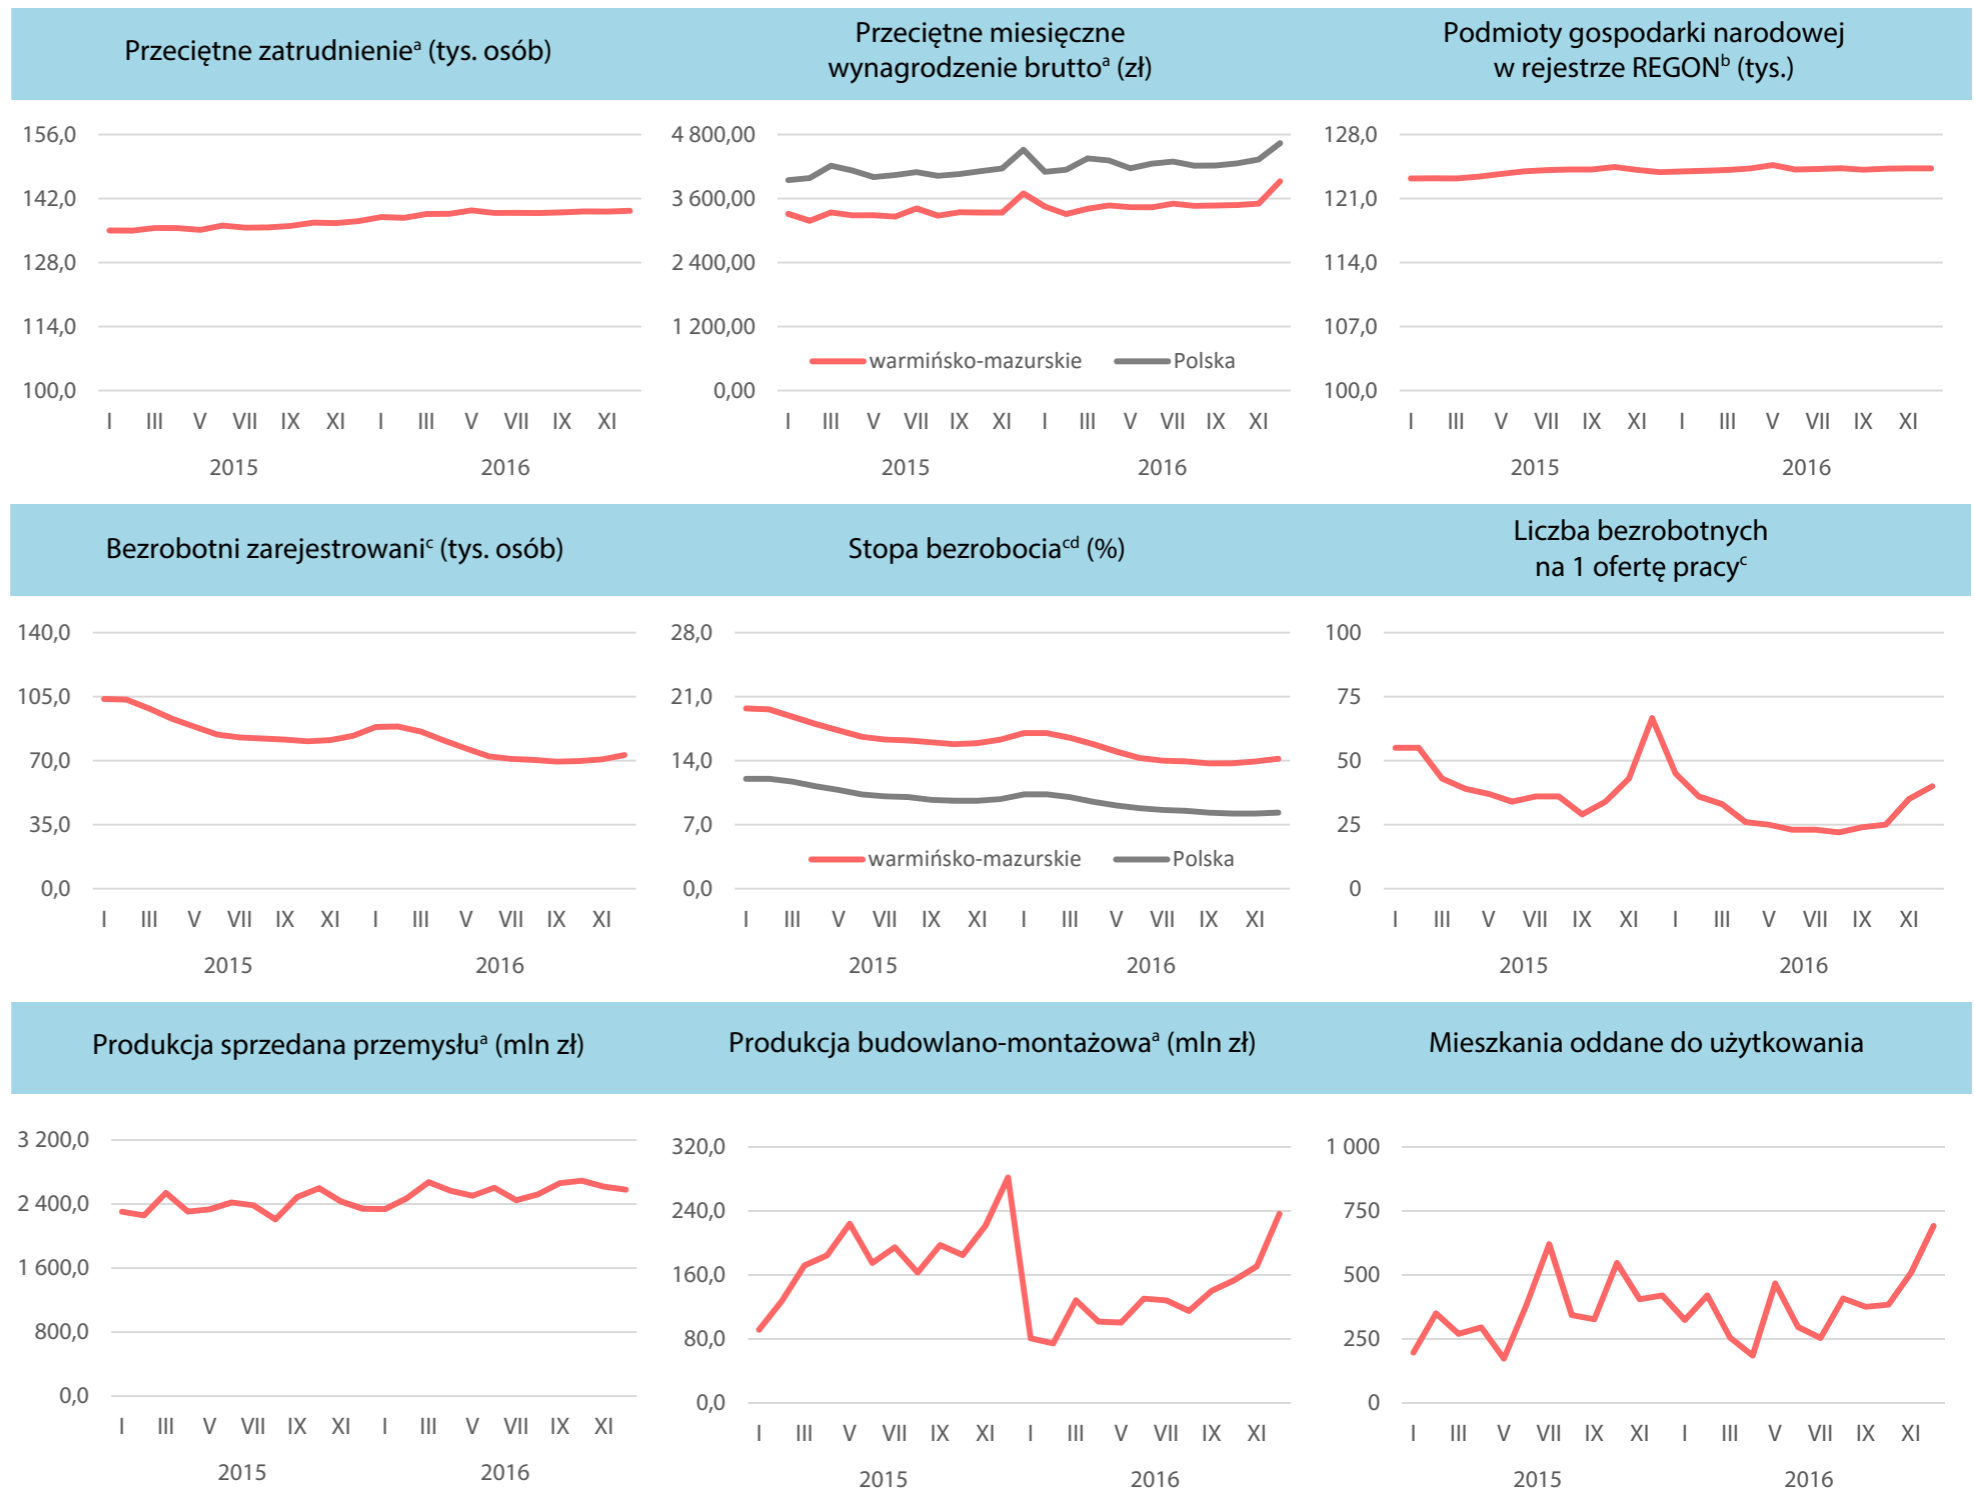 Przeciętne zatrudnienieᵃ (tys. osób)
Przeciętne miesięczne
wynagrodzenie bruttoᵃ (zł)
Podmioty gospodarki narodowej
w rejestrze REGONᵇ (tys.)
156,0
142,0
128,0
114,0
100,0
I III V VII IX XI I III V VII IX XI
2015 2016
4 800,00
3 600,00
2 400,00
1 200,00
0,00
warmińsko-mazurskie Polska
I III V VII IX XI I III V VII IX XI
2015 2016
128,0
121,0
114,0
107,0
100,0
I III V VII IX XI I III V VII IX XI
2015 2016
Bezrobotni zarejestrowaniᶜ (tys. osób)
Stopa bezrobociaᶜᵈ (%)
Liczba bezrobotnych
na 1 ofertę pracyᶜ
140,0
105,0
70,0
35,0
0,0
I III V VII IX XI I III V VII IX XI
2015 2016
28,0
21,0
14,0
7,0
0,0
warmińsko-mazurskie Polska
I III V VII IX XI I III V VII IX XI
2015 2016
100
75
50
25
0
I III V VII IX XI I III V VII IX XI
2015 2016
Produkcja sprzedana przemysłuᵃ (mln zł)
Produkcja budowlano-montażowaᵃ (mln zł)
Mieszkania oddane do użytkowania
3 200,0
2 400,0
1 600,0
800,0
0,0
I III V VII IX XI I III V VII IX XI
2015 2016
320,0
240,0
160,0
80,0
0,0
I III V VII IX XI I III V VII IX XI
2015 2016
1 000
750
500
250
0
I III V VII IX XI I III V VII IX XI
2015 2016